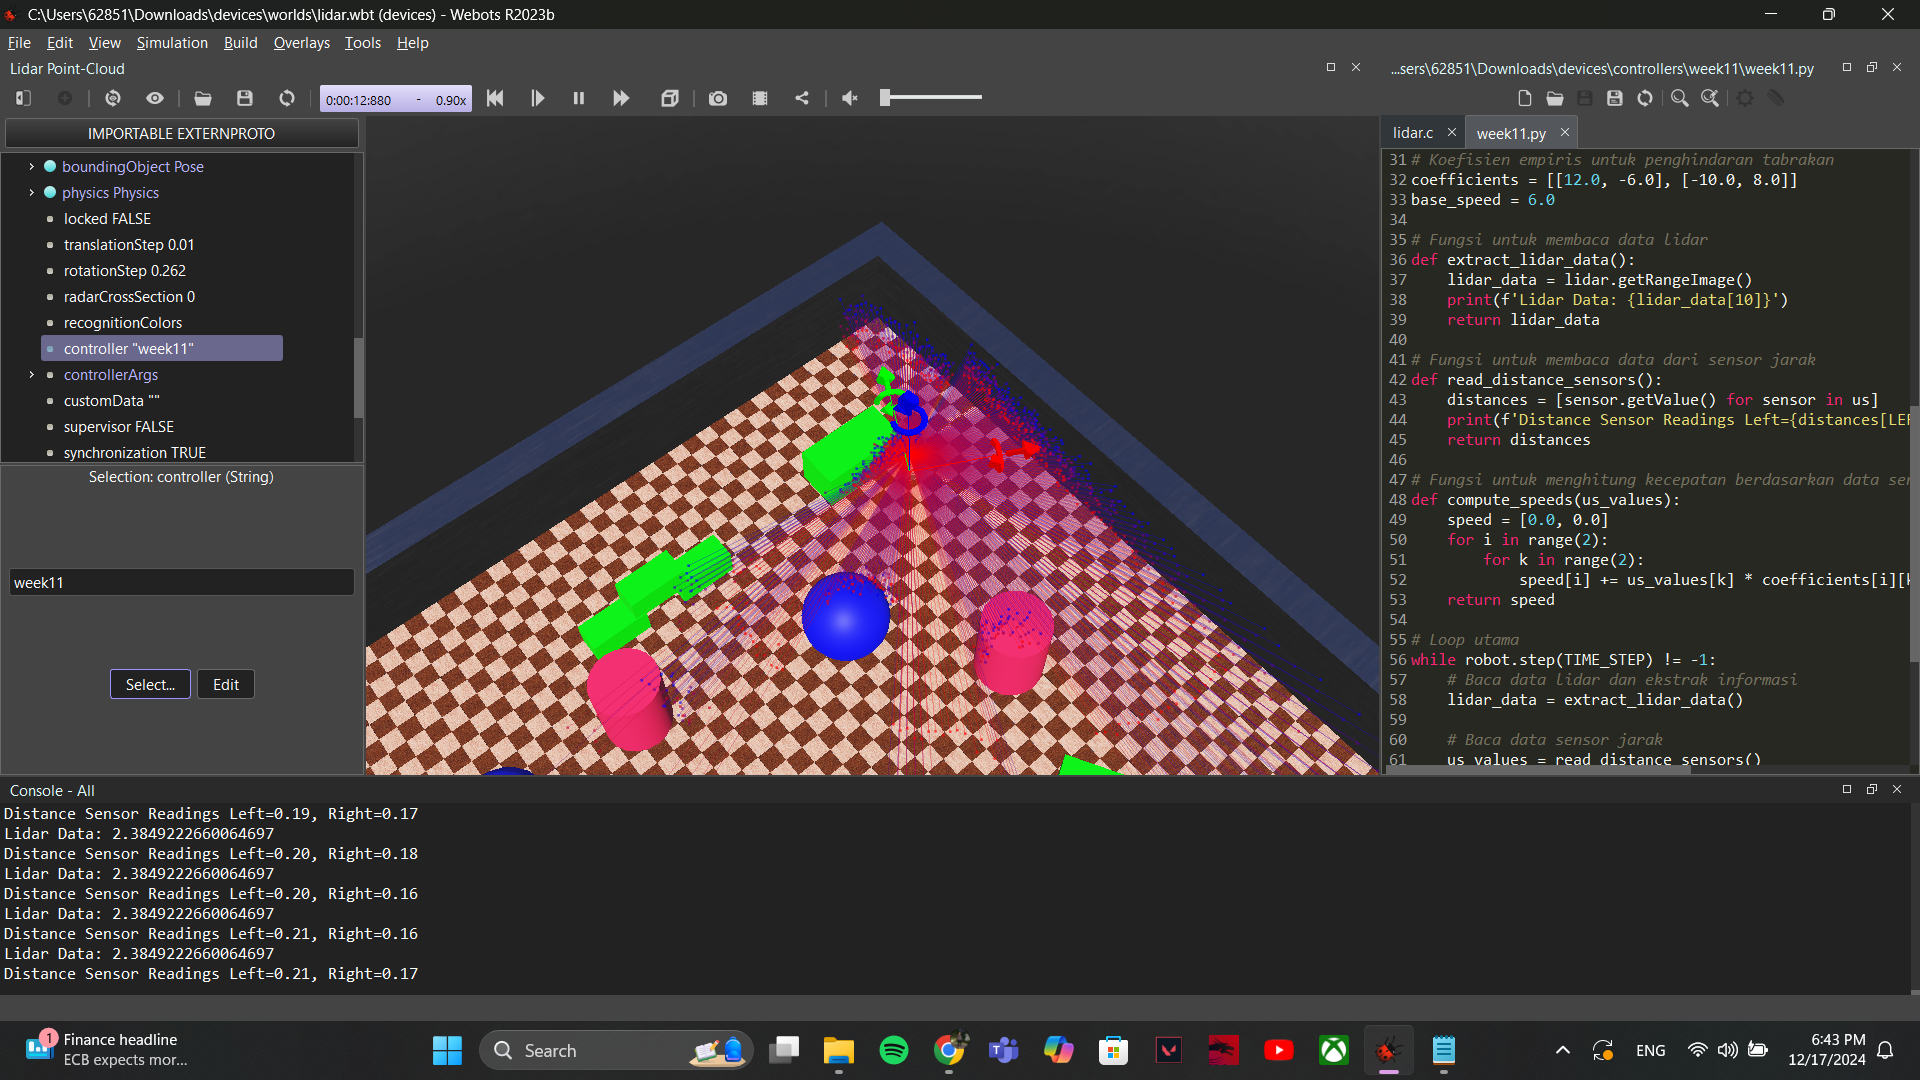 C:\Users\62851\Downloads\devices\worlds\lidar.wbt (devices) - Webots R2023b
File Edit View Simulation Build Overlays Tools Help
Lidar Point-Cloud
0:00:12:880 - 0.90x
IMPORTABLE EXTERNPROTO
boundingObject Pose
physics Physics
locked FALSE
translationStep 0.01
rotationStep 0.262
radarCrossSection 0
recognitionColors
controller "week11"
controllerArgs
customData ""
supervisor FALSE
synchronization TRUE
Selection: controller (String)
week11
Select... Edit
...sers\62851\Downloads\devices\controllers\week11\week11.py
lidar.c week11.py
31 # Koefisien empiris untuk penghindaran tabrakan
32 coefficients = [[12.0, -6.0], [-10.0, 8.0]]
33 base_speed = 6.0
34
35 # Fungsi untuk membaca data lidar
36 def extract_lidar_data():
37 lidar_data = lidar.getRangeImage()
38 print(f'Lidar Data: {lidar_data[10]}')
39 return lidar_data
40
41 # Fungsi untuk membaca data dari sensor jarak
42 def read_distance_sensors():
43 distances = [sensor.getValue() for sensor in us]
44 print(f'Distance Sensor Readings Left={distances[LEF
45 return distances
46
47 # Fungsi untuk menghitung kecepatan berdasarkan data ser
48 def compute_speeds(us_values):
49 speed = [0.0, 0.0]
50 for i in range(2):
51 for k in range(2):
52 speed[i] += us_values[k] * coefficients[i][k
53 return speed
54
55 # Loop utama
56 while robot.step(TIME_STEP) != -1:
57 # Baca data lidar dan ekstrak informasi
58 lidar_data = extract_lidar_data()
59
60 # Baca data sensor jarak
61 us_values = read_distance_sensors()
Console - All
Distance Sensor Readings Left=0.19, Right=0.17
Lidar Data: 2.3849222660064697
Distance Sensor Readings Left=0.20, Right=0.18
Lidar Data: 2.3849222660064697
Distance Sensor Readings Left=0.20, Right=0.16
Lidar Data: 2.3849222660064697
Distance Sensor Readings Left=0.21, Right=0.16
Lidar Data: 2.3849222660064697
Distance Sensor Readings Left=0.21, Right=0.17
1
Finance headline
ECB expects mor...
Search
ENG
6:43 PM
12/17/2024